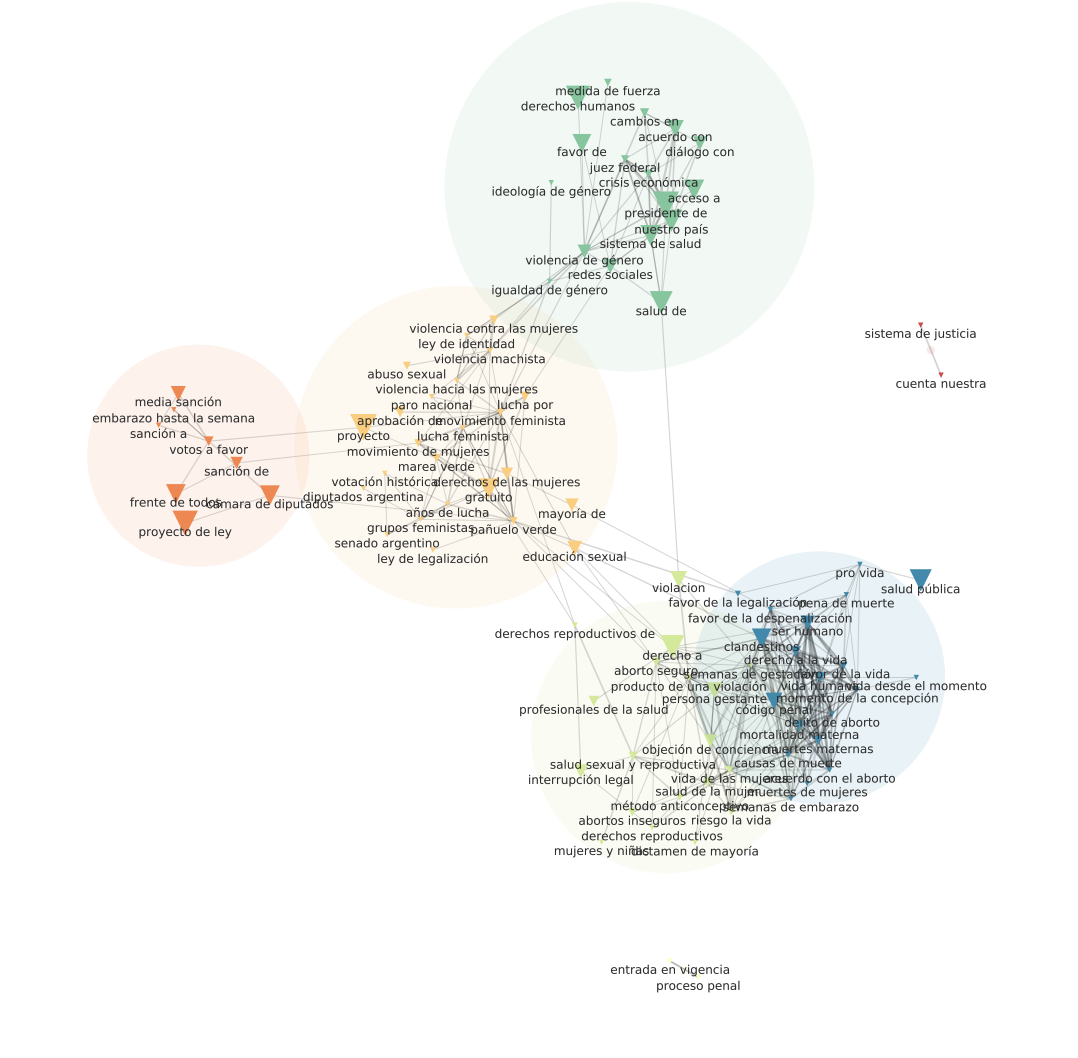 medida de fuerza
derechos humanos
cambios en
acuerdo con
favor de
diálogo con
juez federal
crisis económica
ideología de género
acceso a
presidente de
nuestro país
sistema de salud
violencia de género
redes sociales
igualdad de género
salud de
violencia contra las mujeres
sistema de justicia
ley de identidad
violencia machista
abuso sexual
cuenta nuestra
violencia hacia las mujeres
media sanción
paro nacional
lucha por
embarazo hasta la semana
aprobación de
movimiento feminista
sanción a
proyecto
lucha feminista
votos a favor
movimiento de mujeres
marea verde
sanción de
votación histórica
derechos de las mujeres
diputados argentina
gratuito
frente de todos
cámara de diputados
años de lucha
mayoría de
grupos feministas
pañuelo verde
proyecto de ley
senado argentino
ley de legalización
educación sexual
pro vida
violacion
salud pública
favor de la legalización
pena de muerte
favor de la despenalización
derechos reproductivos de
ser humano
clandestinos
derecho a
derecho a la vida
aborto seguro
semanas de gestación
favor de la vida
producto de una violación
vida humana
vida desde el momento
persona gestante
momento de la concepción
profesionales de la salud
código penal
delito de aborto
mortalidad materna
objeción de conciencia
muertes maternas
salud sexual y reproductiva
causas de muerte
interrupción legal
vida de las mujeres
acuerdo con el aborto
salud de la mujer
muertes de mujeres
método anticonceptivo
semanas de embarazo
abortos inseguros
riesgo la vida
derechos reproductivos
mujeres y niñas
dictamen de mayoría
entrada en vigencia
proceso penal